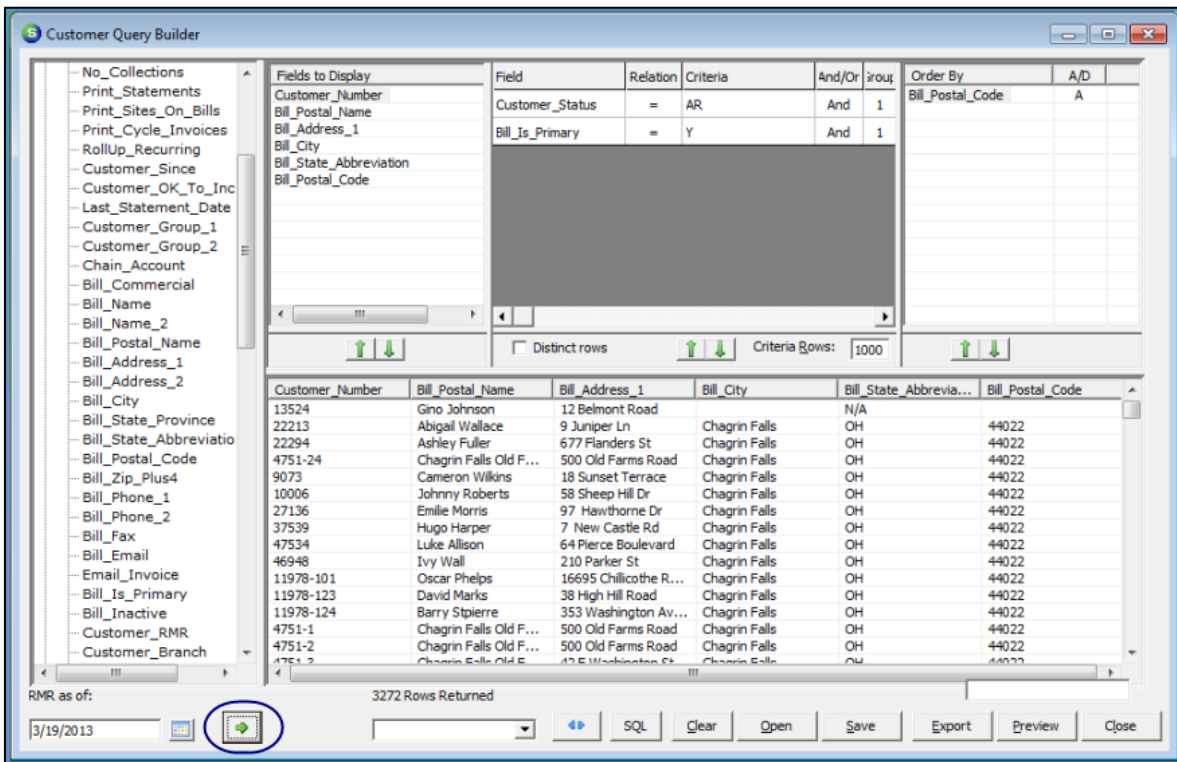 Customer Query Builder
No_Collections
Print_Statements
Print_Sites_On_Bills
Print_Cycle_Invoices
RollUp_Recurring
Customer_Since
Customer_OK_To_Inc
Last_Statement_Date
Customer_Group_1
Customer_Group_2
Chain_Account
Bill_Commercial
Bill_Name
Bill_Name_2
Bill_Postal_Name
Bill_Address_1
Bill_Address_2
Bill_City
Bill_State_Province
Bill_State_Abbreviatio
Bill_Postal_Code
Bill_Zip_Plus4
Bill_Phone_1
Bill_Phone_2
Bill_Fax
Bill_Email
Email_Invoice
Bill_Is_Primary
Bill_Inactive
Customer_RMR
Customer_Branch
Fields to Display
Customer_Number
Bill_Postal_Name
Bill_Address_1
Bill_City
Bill_State_Abbreviation
Bill_Postal_Code
Field Relation Criteria And/Or Group
Customer_Status = AR And 1
Bill_Is_Primary = Y And 1
Distinct rows Criteria Rows: 1000
Order By A/D
Bill_Postal_Code A
Customer_Number Bill_Postal_Name Bill_Address_1 Bill_City Bill_State_Abbrevia... Bill_Postal_Code
13524 Gino Johnson 12 Belmont Road N/A
22213 Abigail Wallace 9 Juniper Ln Chagrin Falls OH 44022
22294 Ashley Fuller 677 Flanders St Chagrin Falls OH 44022
4751-24 Chagrin Falls Old F... 500 Old Farms Road Chagrin Falls OH 44022
9073 Cameron Wilkins 18 Sunset Terrace Chagrin Falls OH 44022
10006 Johnny Roberts 58 Sheep Hill Dr Chagrin Falls OH 44022
27136 Emilie Morris 97 Hawthorne Dr Chagrin Falls OH 44022
37539 Hugo Harper 7 New Castle Rd Chagrin Falls OH 44022
47534 Luke Allison 64 Pierce Boulevard Chagrin Falls OH 44022
46948 Ivy Wall 210 Parker St Chagrin Falls OH 44022
11978-101 Oscar Phelps 16695 Chillicothe R... Chagrin Falls OH 44022
11978-123 David Marks 38 High Hill Road Chagrin Falls OH 44022
11978-124 Barry Stpierre 353 Washington Av... Chagrin Falls OH 44022
4751-1 Chagrin Falls Old F... 500 Old Farms Road Chagrin Falls OH 44022
4751-2 Chagrin Falls Old F... 500 Old Farms Road Chagrin Falls OH 44022
4751-3 Chagrin Falls Old F... 42 E Washington St Chagrin Falls OH 44022
RMR as of: 3272 Rows Returned
3/19/2013 SQL Clear Open Save Export Preview Close